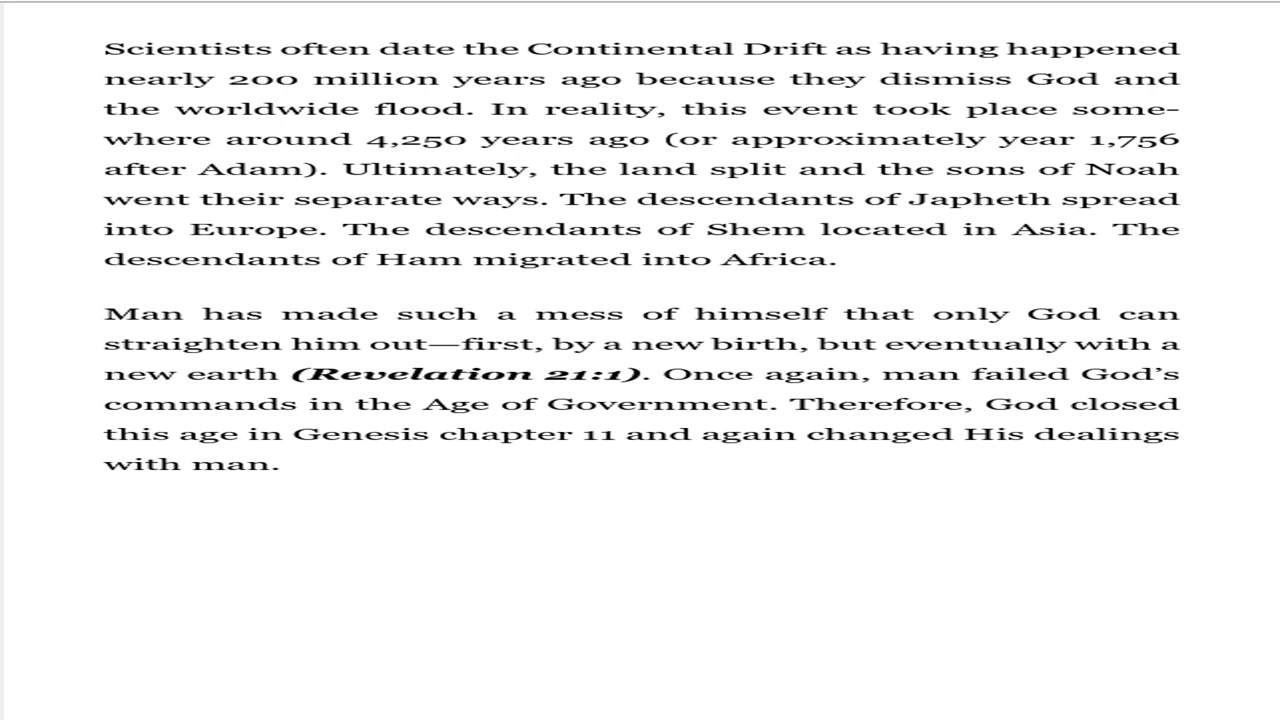 Scientists often date the Continental Drift as having happened
nearly 200 million years ago because they dismiss God and
the worldwide flood. In reality, this event took place some-
where around 4,250 years ago (or approximately year 1,756
after Adam). Ultimately, the land split and the sons of Noah
went their separate ways. The descendants of Japheth spread
into Europe. The descendants of Shem located in Asia. The
descendants of Ham migrated into Africa.
Man has made such a mess of himself that only God can
straighten him out—first, by a new birth, but eventually with a
new earth (Revelation 21:1). Once again, man failed God’s
commands in the Age of Government. Therefore, God closed
this age in Genesis chapter 11 and again changed His dealings
with man.